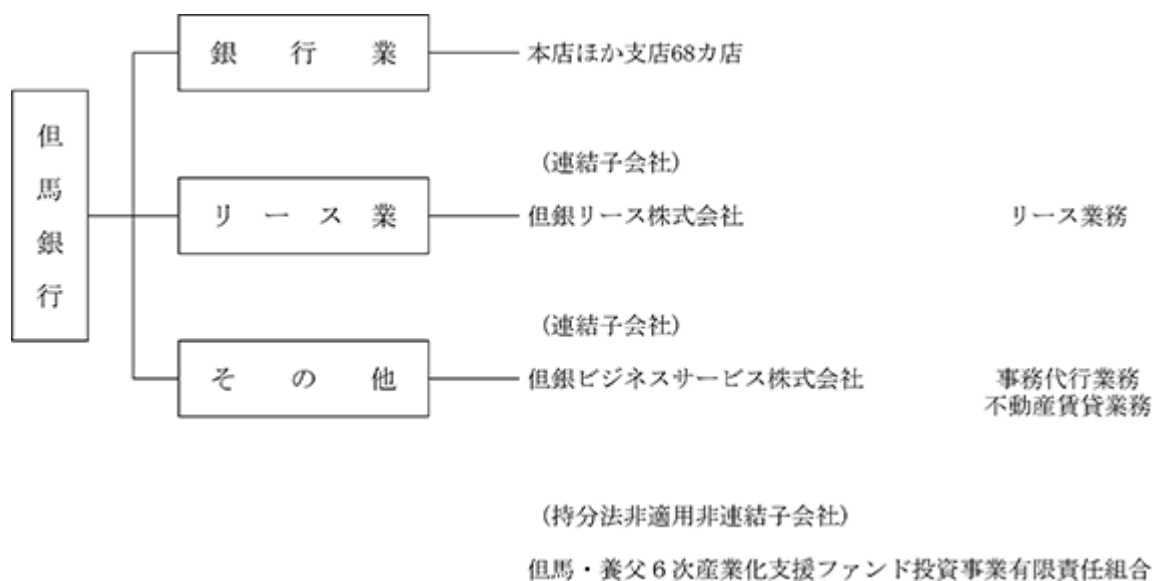 但馬銀行
銀行業
本店ほか支店68カ店
(連結子会社)
リース業
但銀リース株式会社
リース業務
(連結子会社)
その他
但銀ビジネスサービス株式会社
事務代行業務
不動産賃貸業務
(持分法非適用非連結子会社)
但馬・養父6次産業化支援ファンド投資事業有限責任組合